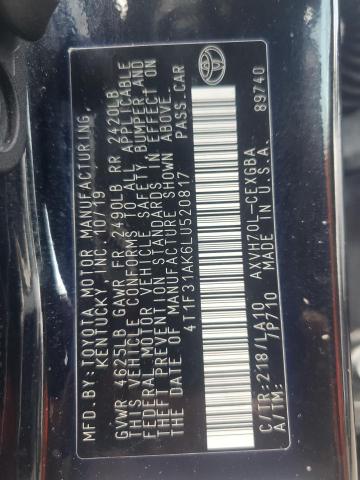 MFD.BY:TOYOTA MOTOR MANUFACTURING,
KENTUCKY, INC. 10/19
GVWR 4625LB GAWR FR 2490LB RR 2420LB
THIS VEHICLE CONFORMS TO ALL APPLICABLE
FEDERAL MOTOR VEHICLE SAFETY, BUMPER, AND
THEFT PREVENTION STANDARDS IN EFFECT ON
THE DATE OF MANUFACTURE SHOWN ABOVE.
4T1F31AK6LU520817 PASS.CAR
C/TR:218/LA10 AXVH70L-CEXGBA
A/TM: 7P710 MADE IN U.S.A. 89740